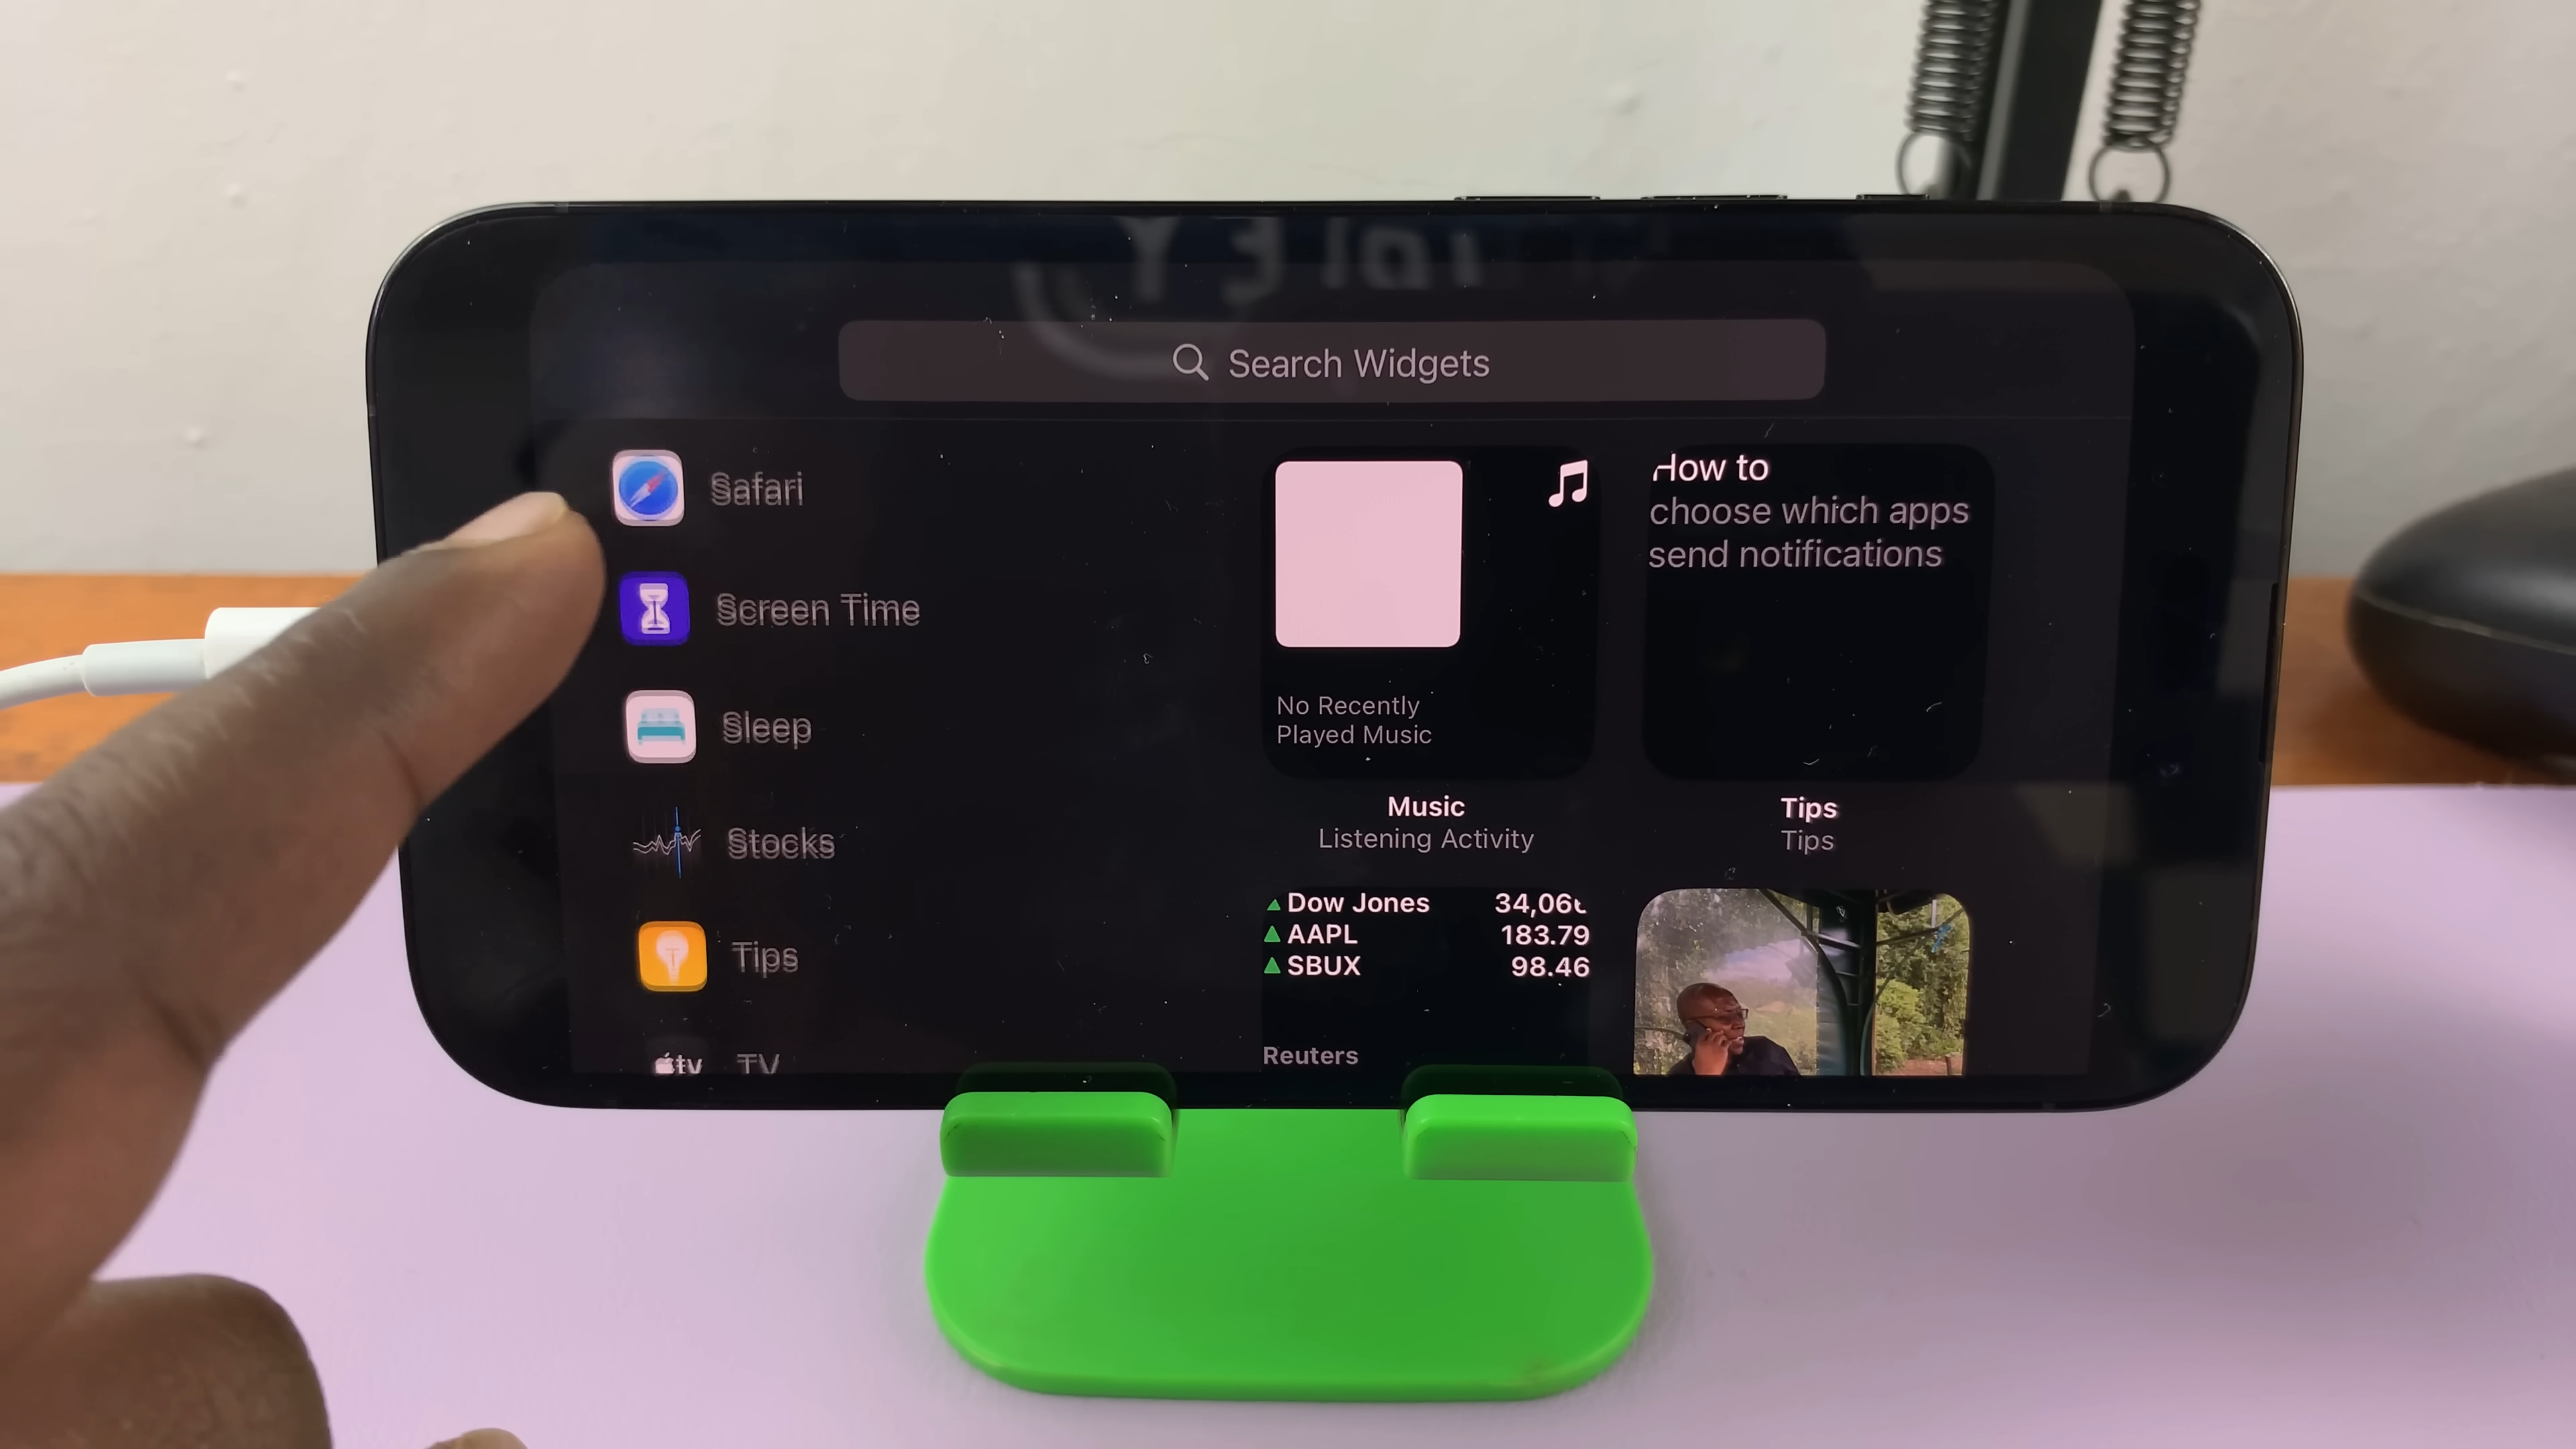 Search Widgets
Safari
Screen Time
Sleep
Stocks
Tips
tv TV
No Recently
Played Music
Music
Listening Activity
How to
choose which apps
send notifications
Tips
Tips
Dow Jones
AAPL 183.79
SBUX 98.46
Reuters